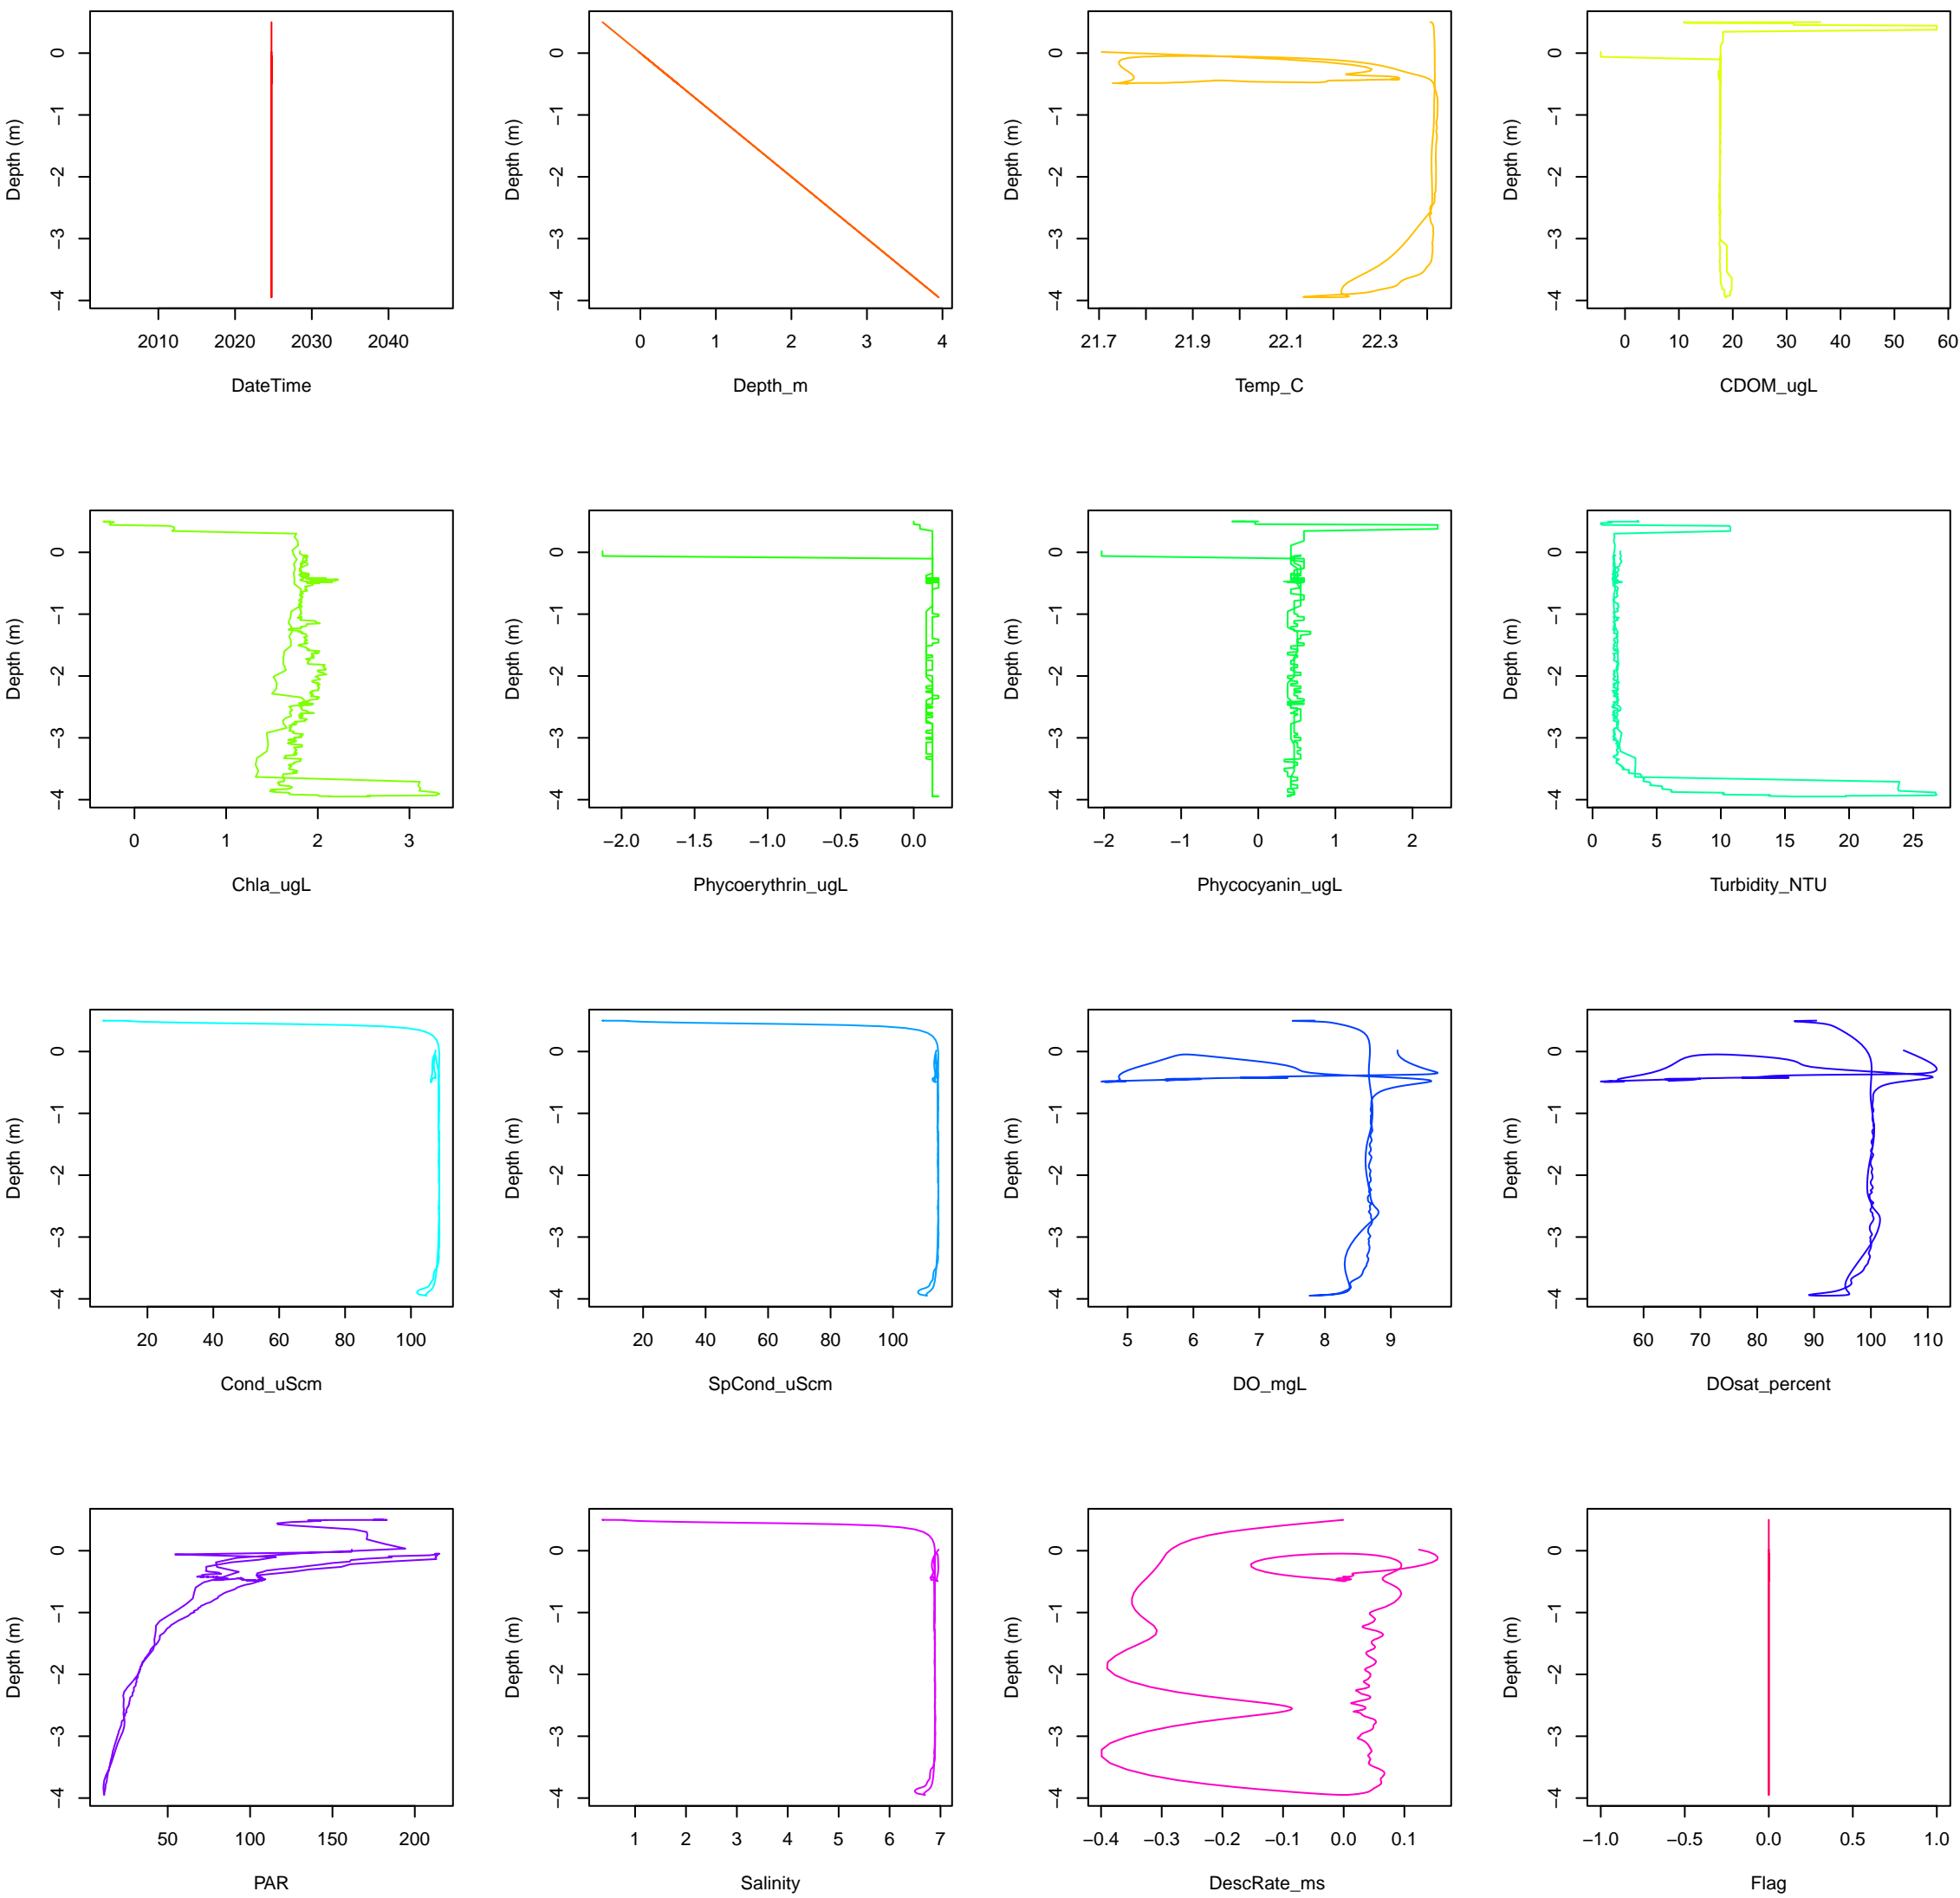 Depth (m) Depth (m) Depth (m) Depth (m)
0 0 0 0
−1 −1 −1 −1
−2 −2 −2 −2
−3 −3 −3 −3
−4 −4 −4 −4
2010 2020 2030 2040 0 1 2 3 4 21.7 21.9 22.1 22.3 0 10 20 30 40 50 60
DateTime Depth_m Temp_C CDOM_ugL
Depth (m) Depth (m) Depth (m) Depth (m)
0 0 0 0
−1 −1 −1 −1
−2 −2 −2 −2
−3 −3 −3 −3
−4 −4 −4 −4
0 1 2 3 −2.0 −1.5 −1.0 −0.5 0.0 −2 −1 0 1 2 0 5 10 15 20 25
Chla_ugL Phycoerythrin_ugL Phycocyanin_ugL Turbidity_NTU
Depth (m) Depth (m) Depth (m) Depth (m)
0 0 0 0
−1 −1 −1 −1
−2 −2 −2 −2
−3 −3 −3 −3
−4 −4 −4 −4
20 40 60 80 100 20 40 60 80 100 5 6 7 8 9 60 70 80 90 100 110
Cond_uScm SpCond_uScm DO_mgL DOsat_percent
Depth (m) Depth (m) Depth (m) Depth (m)
0 0 0 0
−1 −1 −1 −1
−2 −2 −2 −2
−3 −3 −3 −3
−4 −4 −4 −4
50 100 150 200 1 2 3 4 5 6 7 −0.4 −0.3 −0.2 −0.1 0.0 0.1 −1.0 −0.5 0.0 0.5 1.0
PAR Salinity DescRate_ms Flag